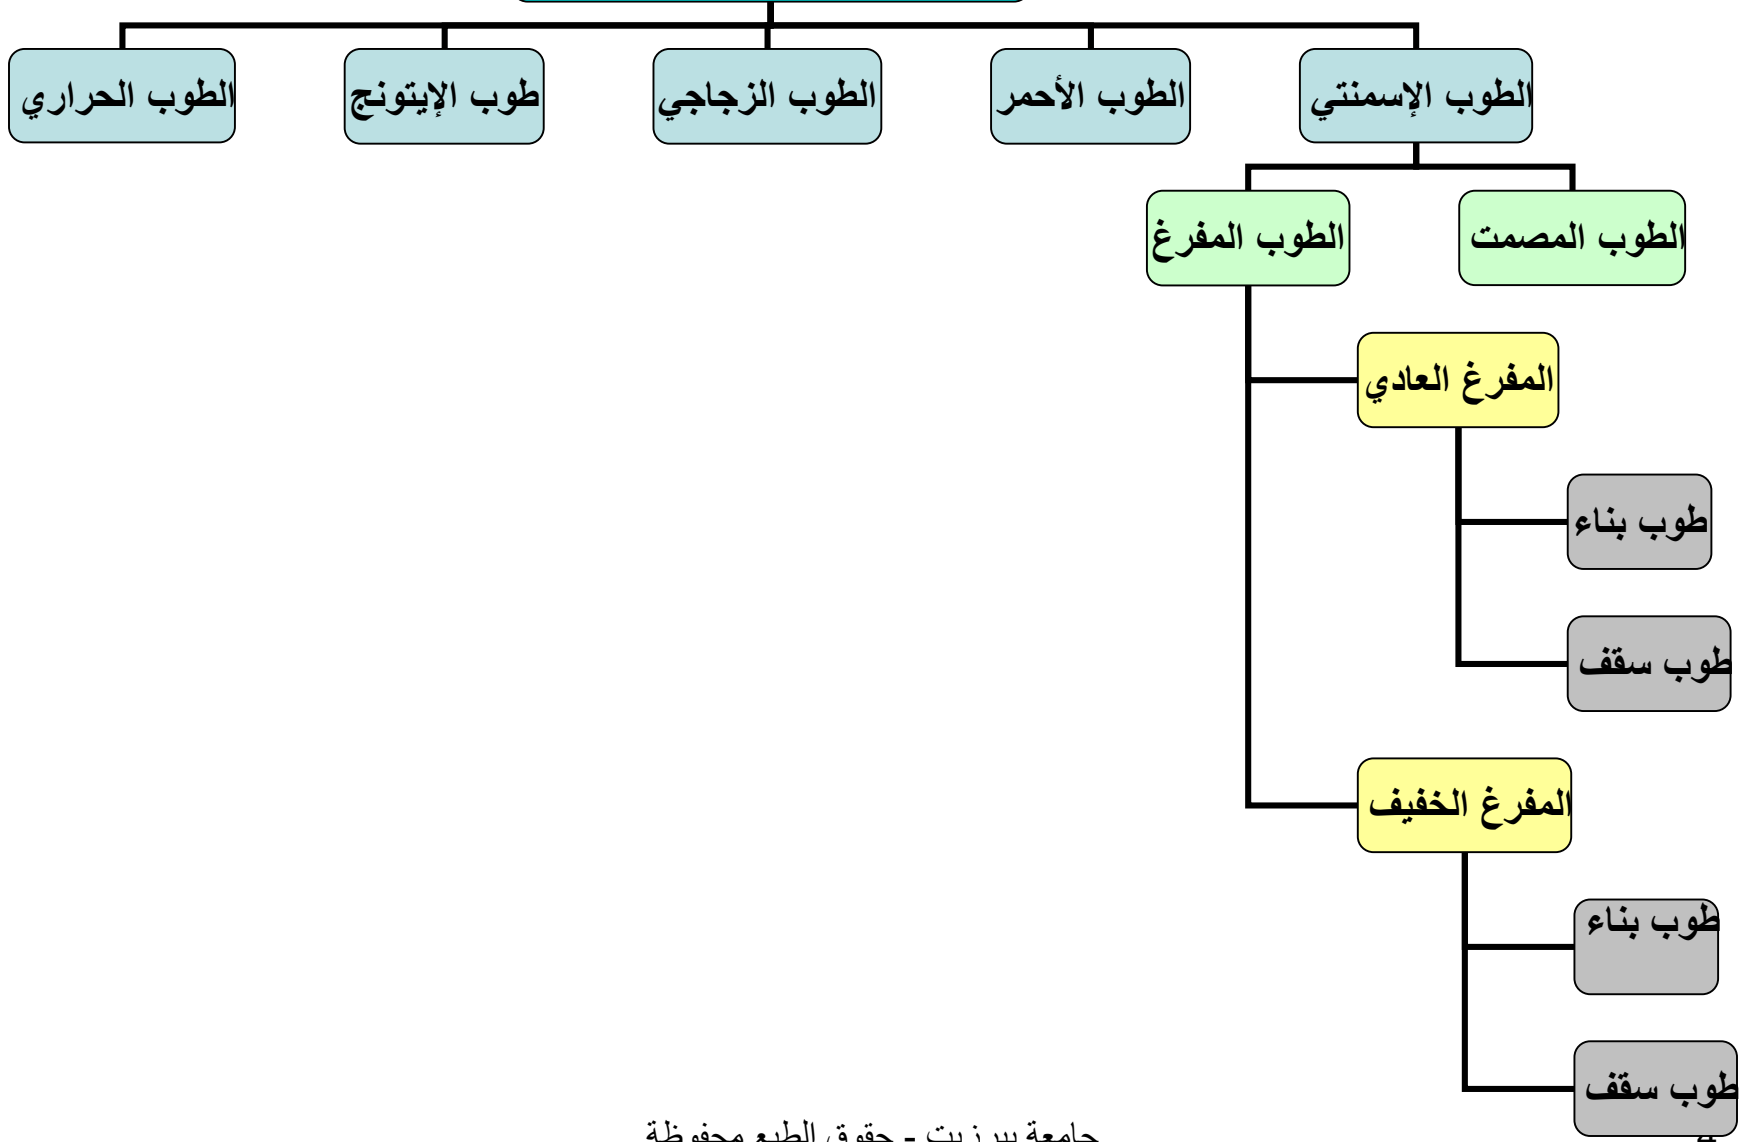 الطوب الإسمنتي
الطوب الأحمر
الطوب الزجاجي
طوب الإيتونج
الطوب الحراري
الطوب المصمت
الطوب المفرغ
المفرغ العادي
طوب بناء
طوب سقف
المفرغ الخفيف
طوب بناء
طوب سقف
جامعة بيرزيت - حقوق الطبع محفوظة